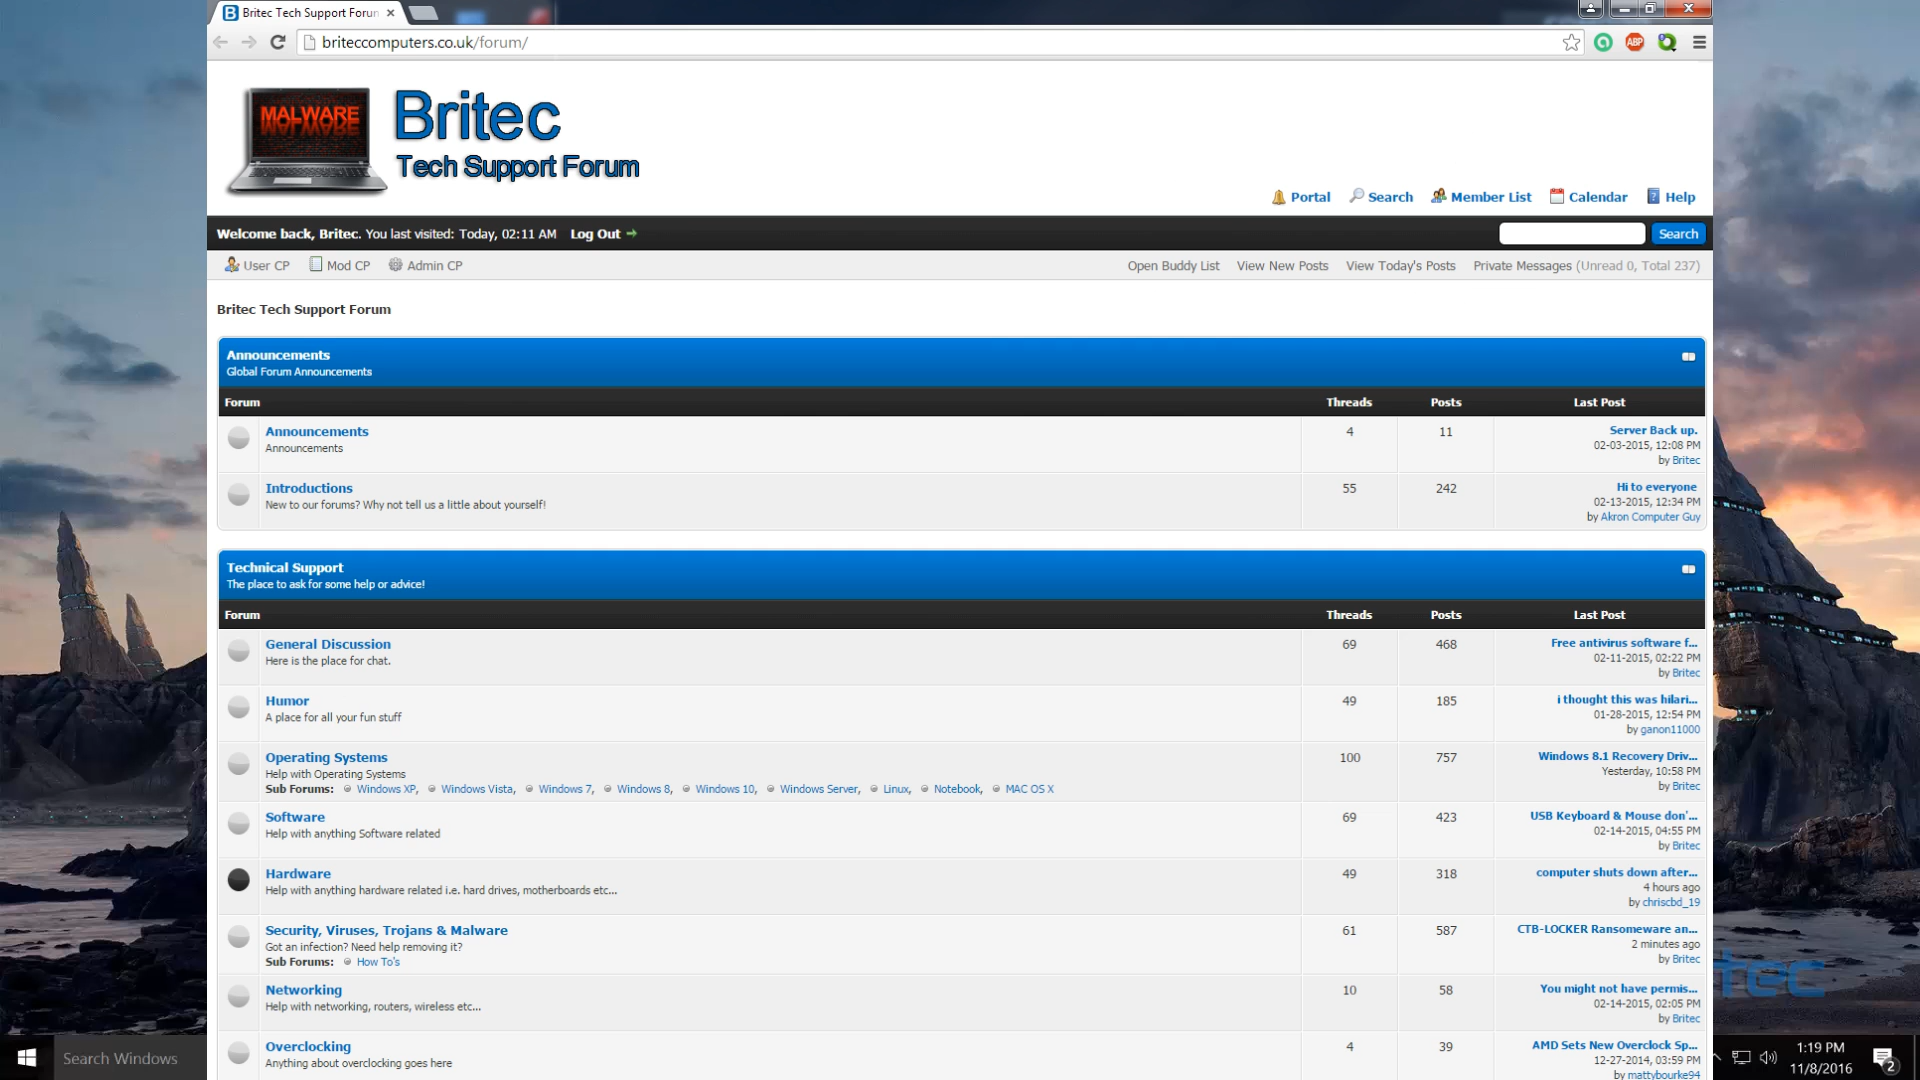 Britec Tech Support Forun
briteccomputers.co.uk/forum/
ABP
MALWARE
Britec
Tech Support Forum
Portal Search Member List Calendar Help
Welcome back, Britec. You last visited: Today, 02:11 AM Log Out
Search
User CP Mod CP Admin CP
Open Buddy List View New Posts View Today's Posts Private Messages (Unread 0, Total 237)
Britec Tech Support Forum
Announcements
Global Forum Announcements
Forum Threads Posts Last Post
Announcements
Announcements
4 11
Server Back up.
02-03-2015, 12:08 PM
by Britec
Introductions
New to our forums? Why not tell us a little about yourself!
55 242
Hi to everyone
02-13-2015, 12:34 PM
by Akron Computer Guy
Technical Support
The place to ask for some help or advice!
Forum Threads Posts Last Post
General Discussion
Here is the place for chat.
69 468
Free antivirus software f...
02-11-2015, 02:22 PM
by Britec
Humor
A place for all your fun stuff
49 185
i thought this was hilari...
01-28-2015, 12:54 PM
by ganon11000
Operating Systems
Help with Operating Systems
Sub Forums: Windows XP, Windows Vista, Windows 7, Windows 8, Windows 10, Windows Server, Linux, Notebook, MAC OS X
100 757
Windows 8.1 Recovery Driv...
Yesterday, 10:58 PM
by Britec
Software
Help with anything Software related
69 423
USB Keyboard & Mouse don'...
02-14-2015, 04:55 PM
by Britec
Hardware
Help with anything hardware related i.e. hard drives, motherboards etc...
49 318
computer shuts down after...
4 hours ago
by chriscbd_19
Security, Viruses, Trojans & Malware
Got an infection? Need help removing it?
Sub Forums: How To's
61 587
CTB-LOCKER Ransomeware an...
2 minutes ago
by Britec
Networking
Help with networking, routers, wireless etc...
10 58
You might not have permis...
02-14-2015, 02:05 PM
by Britec
Overclocking
Anything about overclocking goes here
4 39
AMD Sets New Overclock Sp...
12-27-2014, 03:59 PM
by mattybourke94
tec
Search Windows
1:19 PM
11/8/2016
2